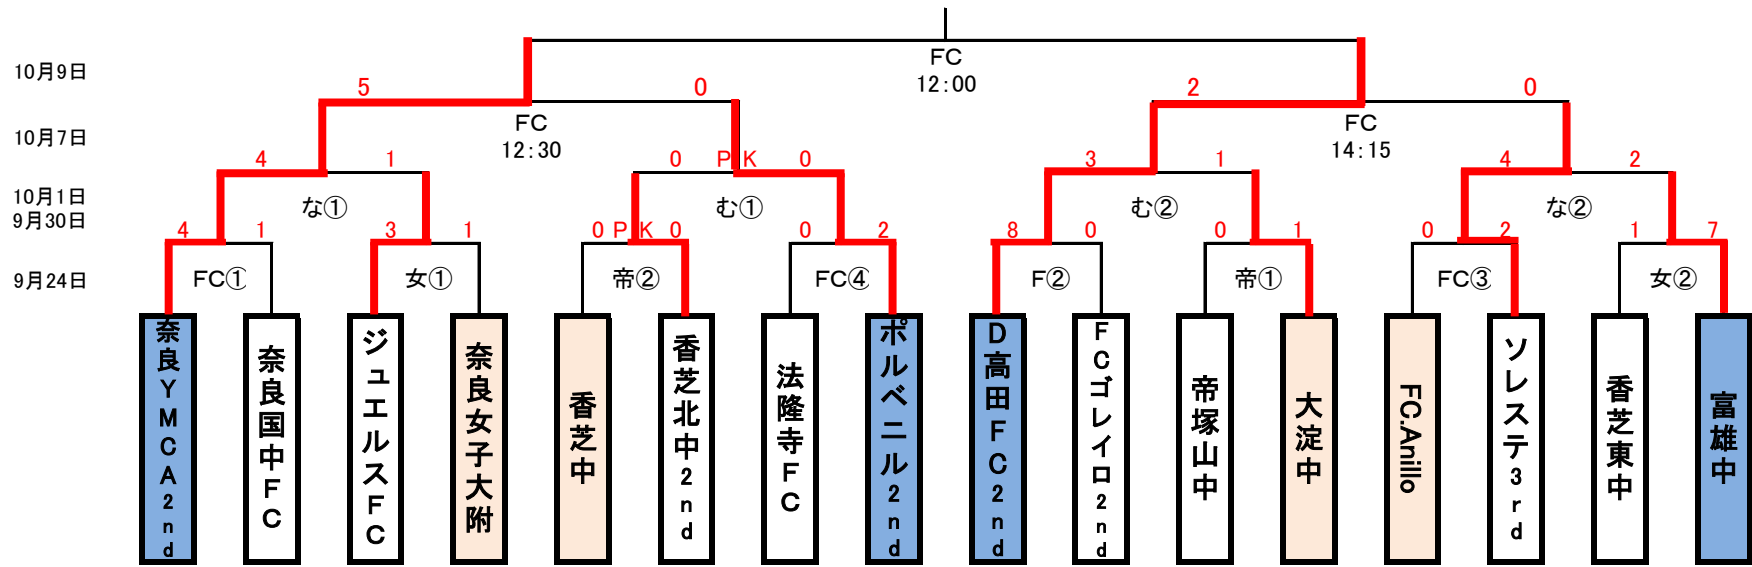 FC
12:00
10月9日
5 0 2 0
FC
12:30
FC
14:15
10月7日
4 1 0 PK 0 3 1 4 2
10月1日
9月30日
な① む① む② な②
4 1 3 1 0 PK 0 0 2 8 0 0 1 0 2 1 7
9月24日
FC① 女① 帝② FC④ F② 帝① FC③ 女②
奈良YMCA2nd
奈良国中FC
ジュエルスFC
奈良女子大附
香芝中
香芝北中2nd
法隆寺FC
ポルベニル2nd
D高田FC2nd
FCゴレイロ2nd
帝塚山中
大淀中
FC.Anillo
ソレステ3rd
香芝東中
富雄中